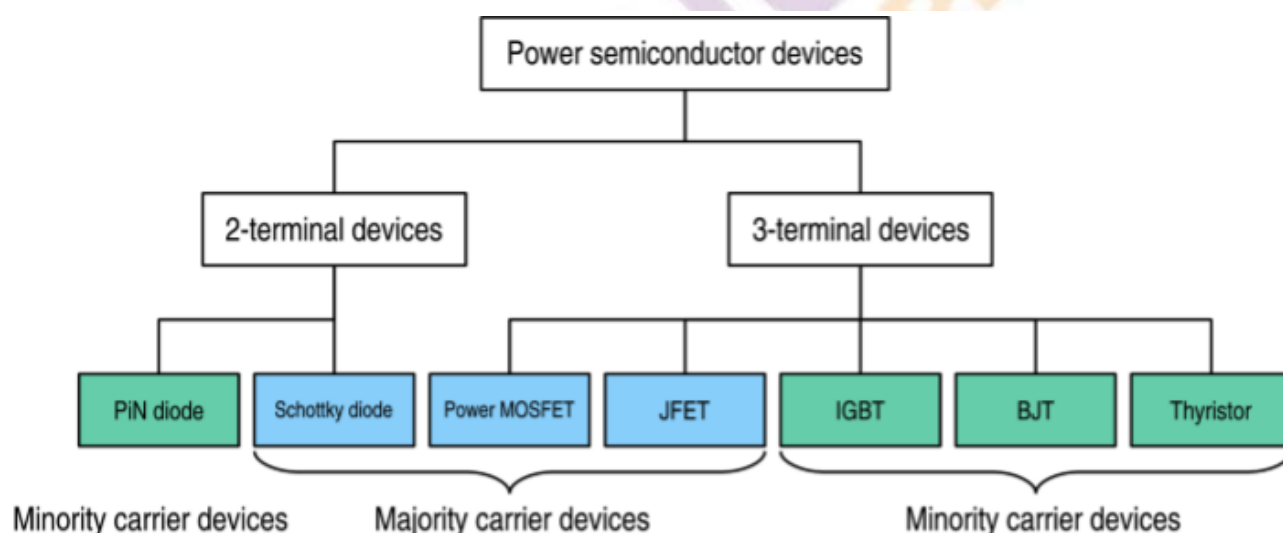 Power semiconductor devices
2-terminal devices
3-terminal devices
PiN diode
Schottky diode
Power MOSFET
JFET
IGBT
BJT
Thyristor
Minority carrier devices
Majority carrier devices
Minority carrier devices